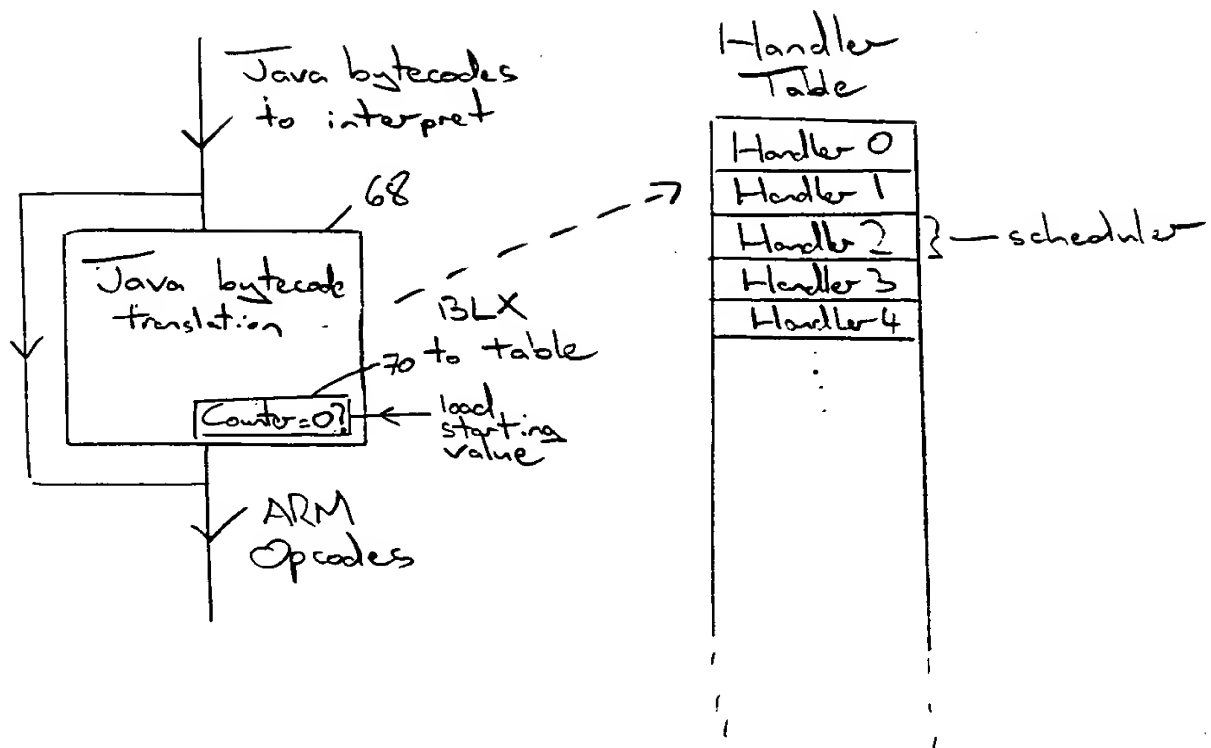 Java bytecodes
to interpret
68
Java bytecode
translation
BLX
to table
70
Counter=0?
load
starting
value
ARM
Opcodes
Handler
Table
Handler 0
Handler 1
Handler 2
scheduler
Handler 3
Handler 4